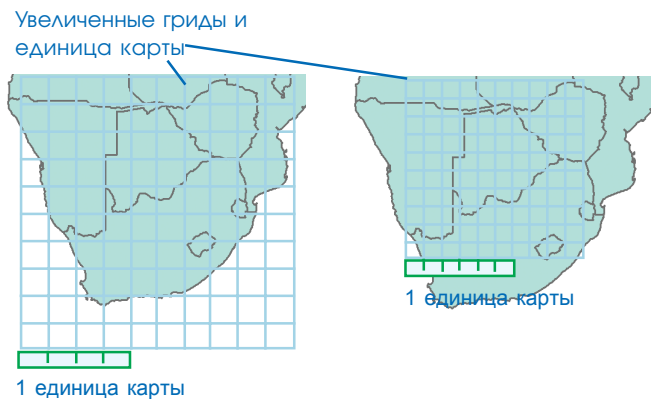 Увеличенные гриды и
единица карты
1 единица карты
1 единица карты